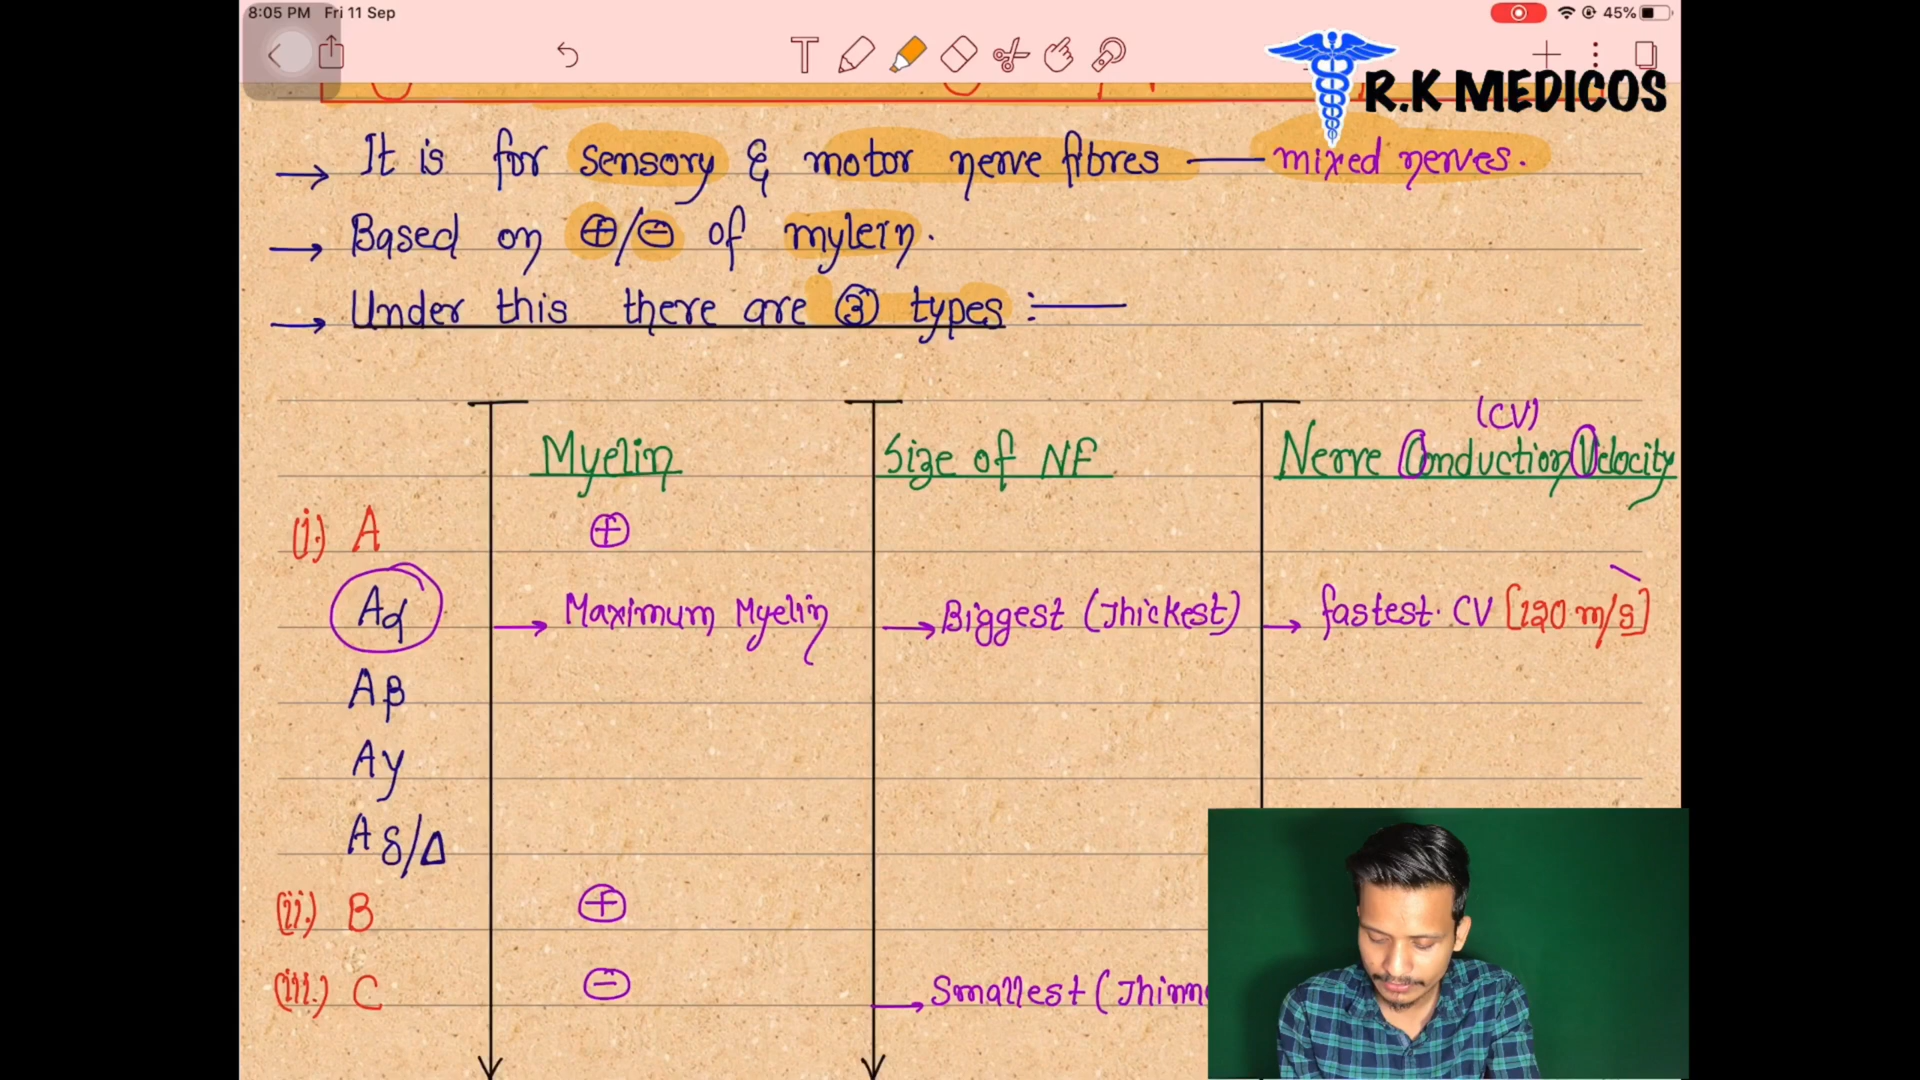 8:05 PM Fri 11 Sep
45%
R.K MEDICOS
→ It is for sensory & motor nerve fibres — mixed nerves.
→ Based on ⊕/⊖ of mylein.
→ Under this there are ③ types :—
(CV)
Myelin Size of NF Nerve Conduction Velocity
(i.) A ⊕
Aα → Maximum Myelin → Biggest (Thickest) → fastest. CV [120 m/s]
Aβ
Aγ
A δ/Δ
(ii.) B ⊕
(iii.) C ⊖ → Smallest (Thinn